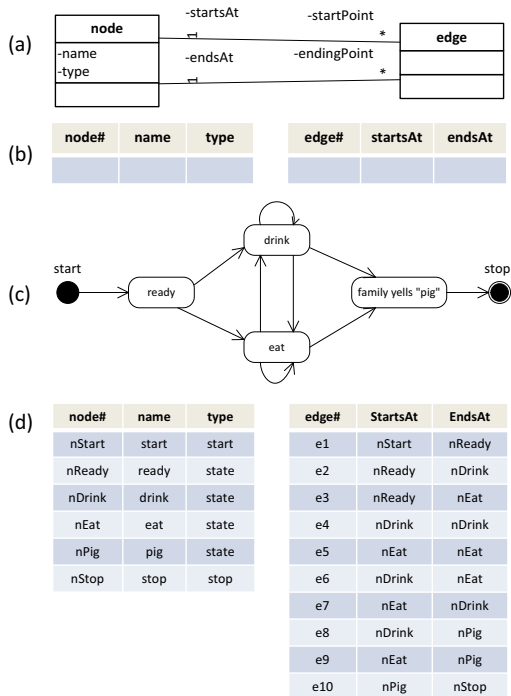 (a)
node
-name
-type
-startsAt
1
-startPoint
*
-endsAt
1
-endingPoint
*
edge
(b)
node# name type
edge# startsAt endsAt
(c)
start
ready
drink
eat
family yells "pig"
stop
(d)
node# name type
nStart start start
nReady ready state
nDrink drink state
nEat eat state
nPig pig state
nStop stop stop
edge# StartsAt EndsAt
e1 nStart nReady
e2 nReady nDrink
e3 nReady nEat
e4 nDrink nDrink
e5 nEat nEat
e6 nDrink nEat
e7 nEat nDrink
e8 nDrink nPig
e9 nEat nPig
e10 nPig nStop